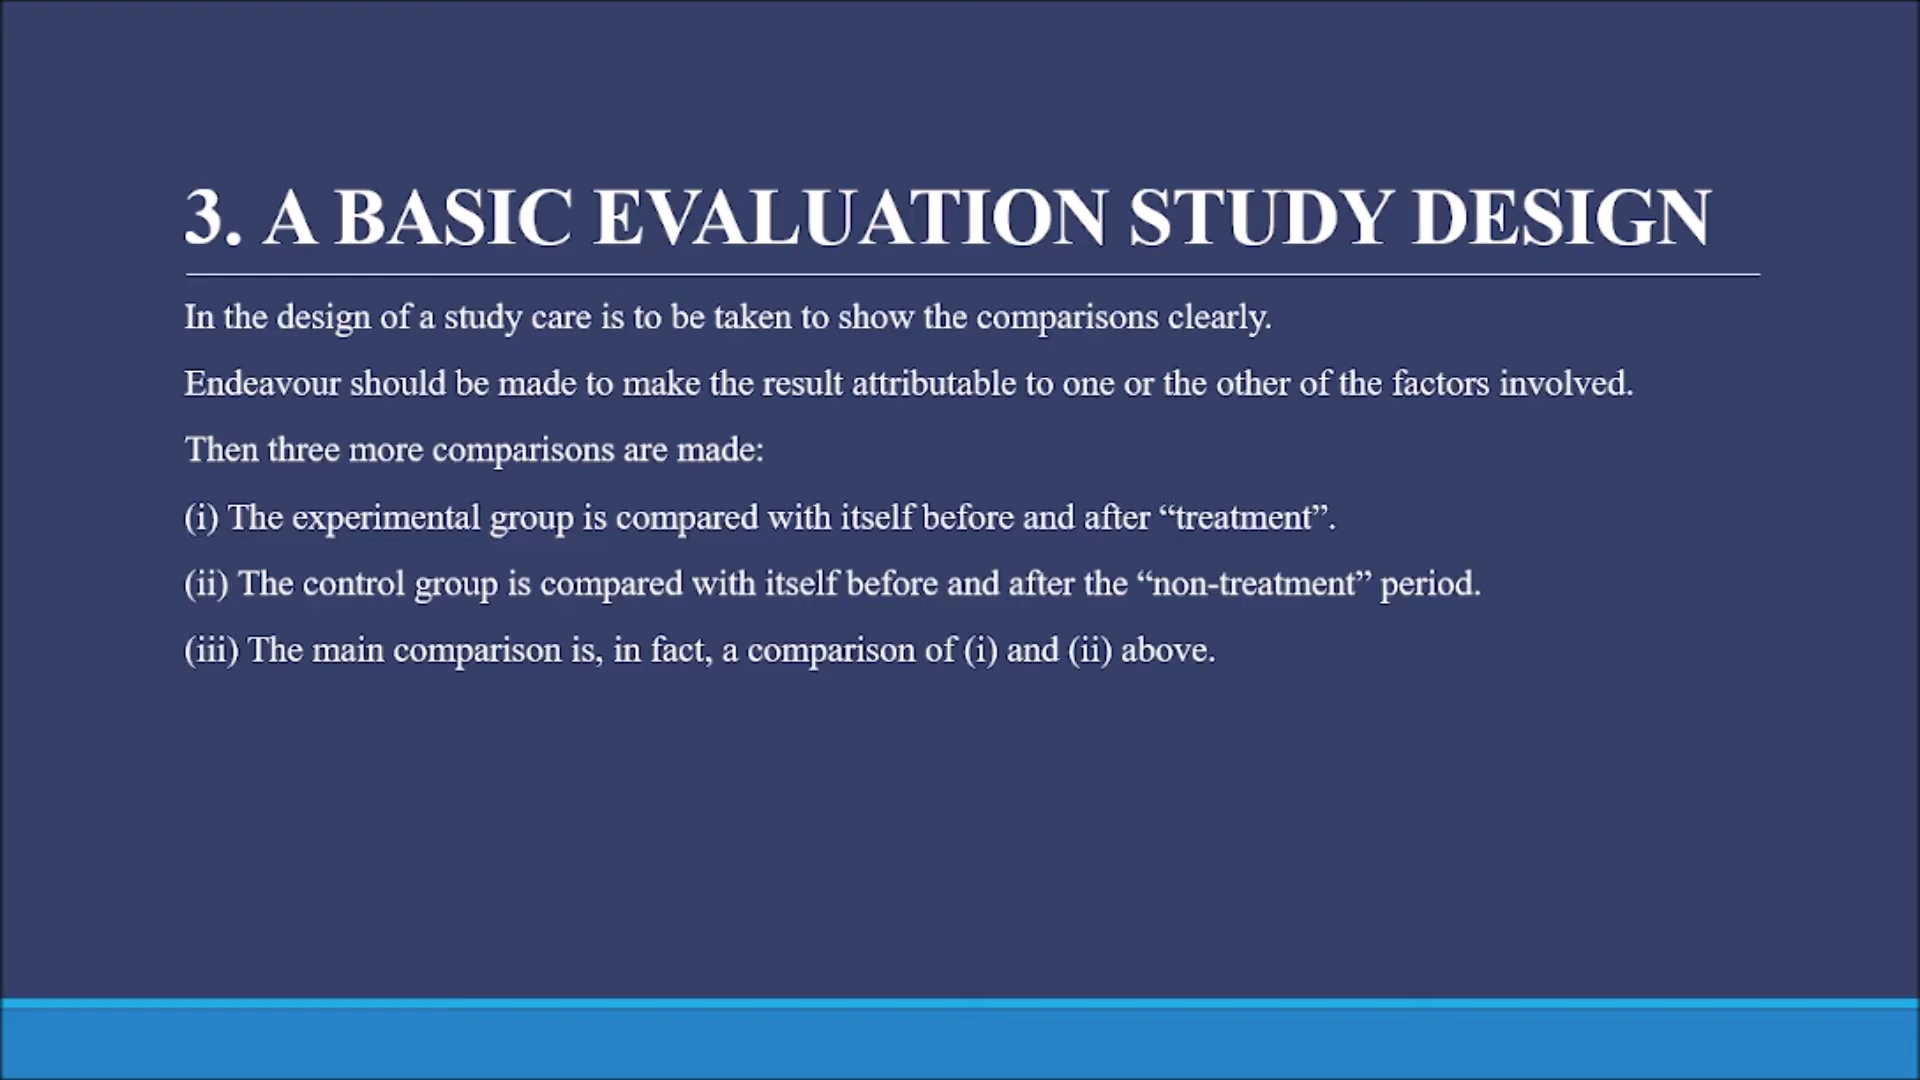 3. A BASIC EVALUATION STUDY DESIGN
In the design of a study care is to be taken to show the comparisons clearly.
Endeavour should be made to make the result attributable to one or the other of the factors involved.
Then three more comparisons are made:
(i) The experimental group is compared with itself before and after “treatment”.
(ii) The control group is compared with itself before and after the “non-treatment” period.
(iii) The main comparison is, in fact, a comparison of (i) and (ii) above.